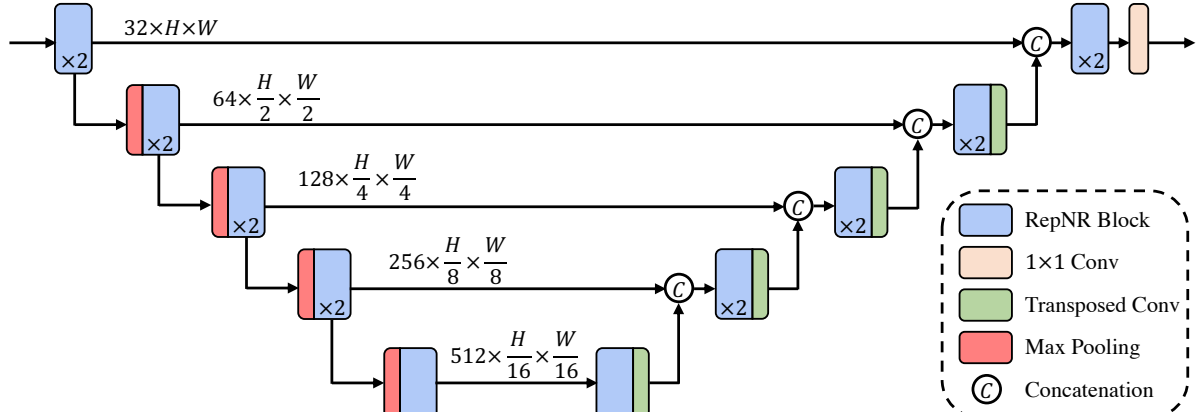 32×H×W
×2
C
×2
64×H/2×W/2
×2
C
×2
128×H/4×W/4
×2
C
×2
256×H/8×W/8
×2
C
×2
512×H/16×W/16
RepNR Block
1×1 Conv
Transposed Conv
Max Pooling
C Concatenation